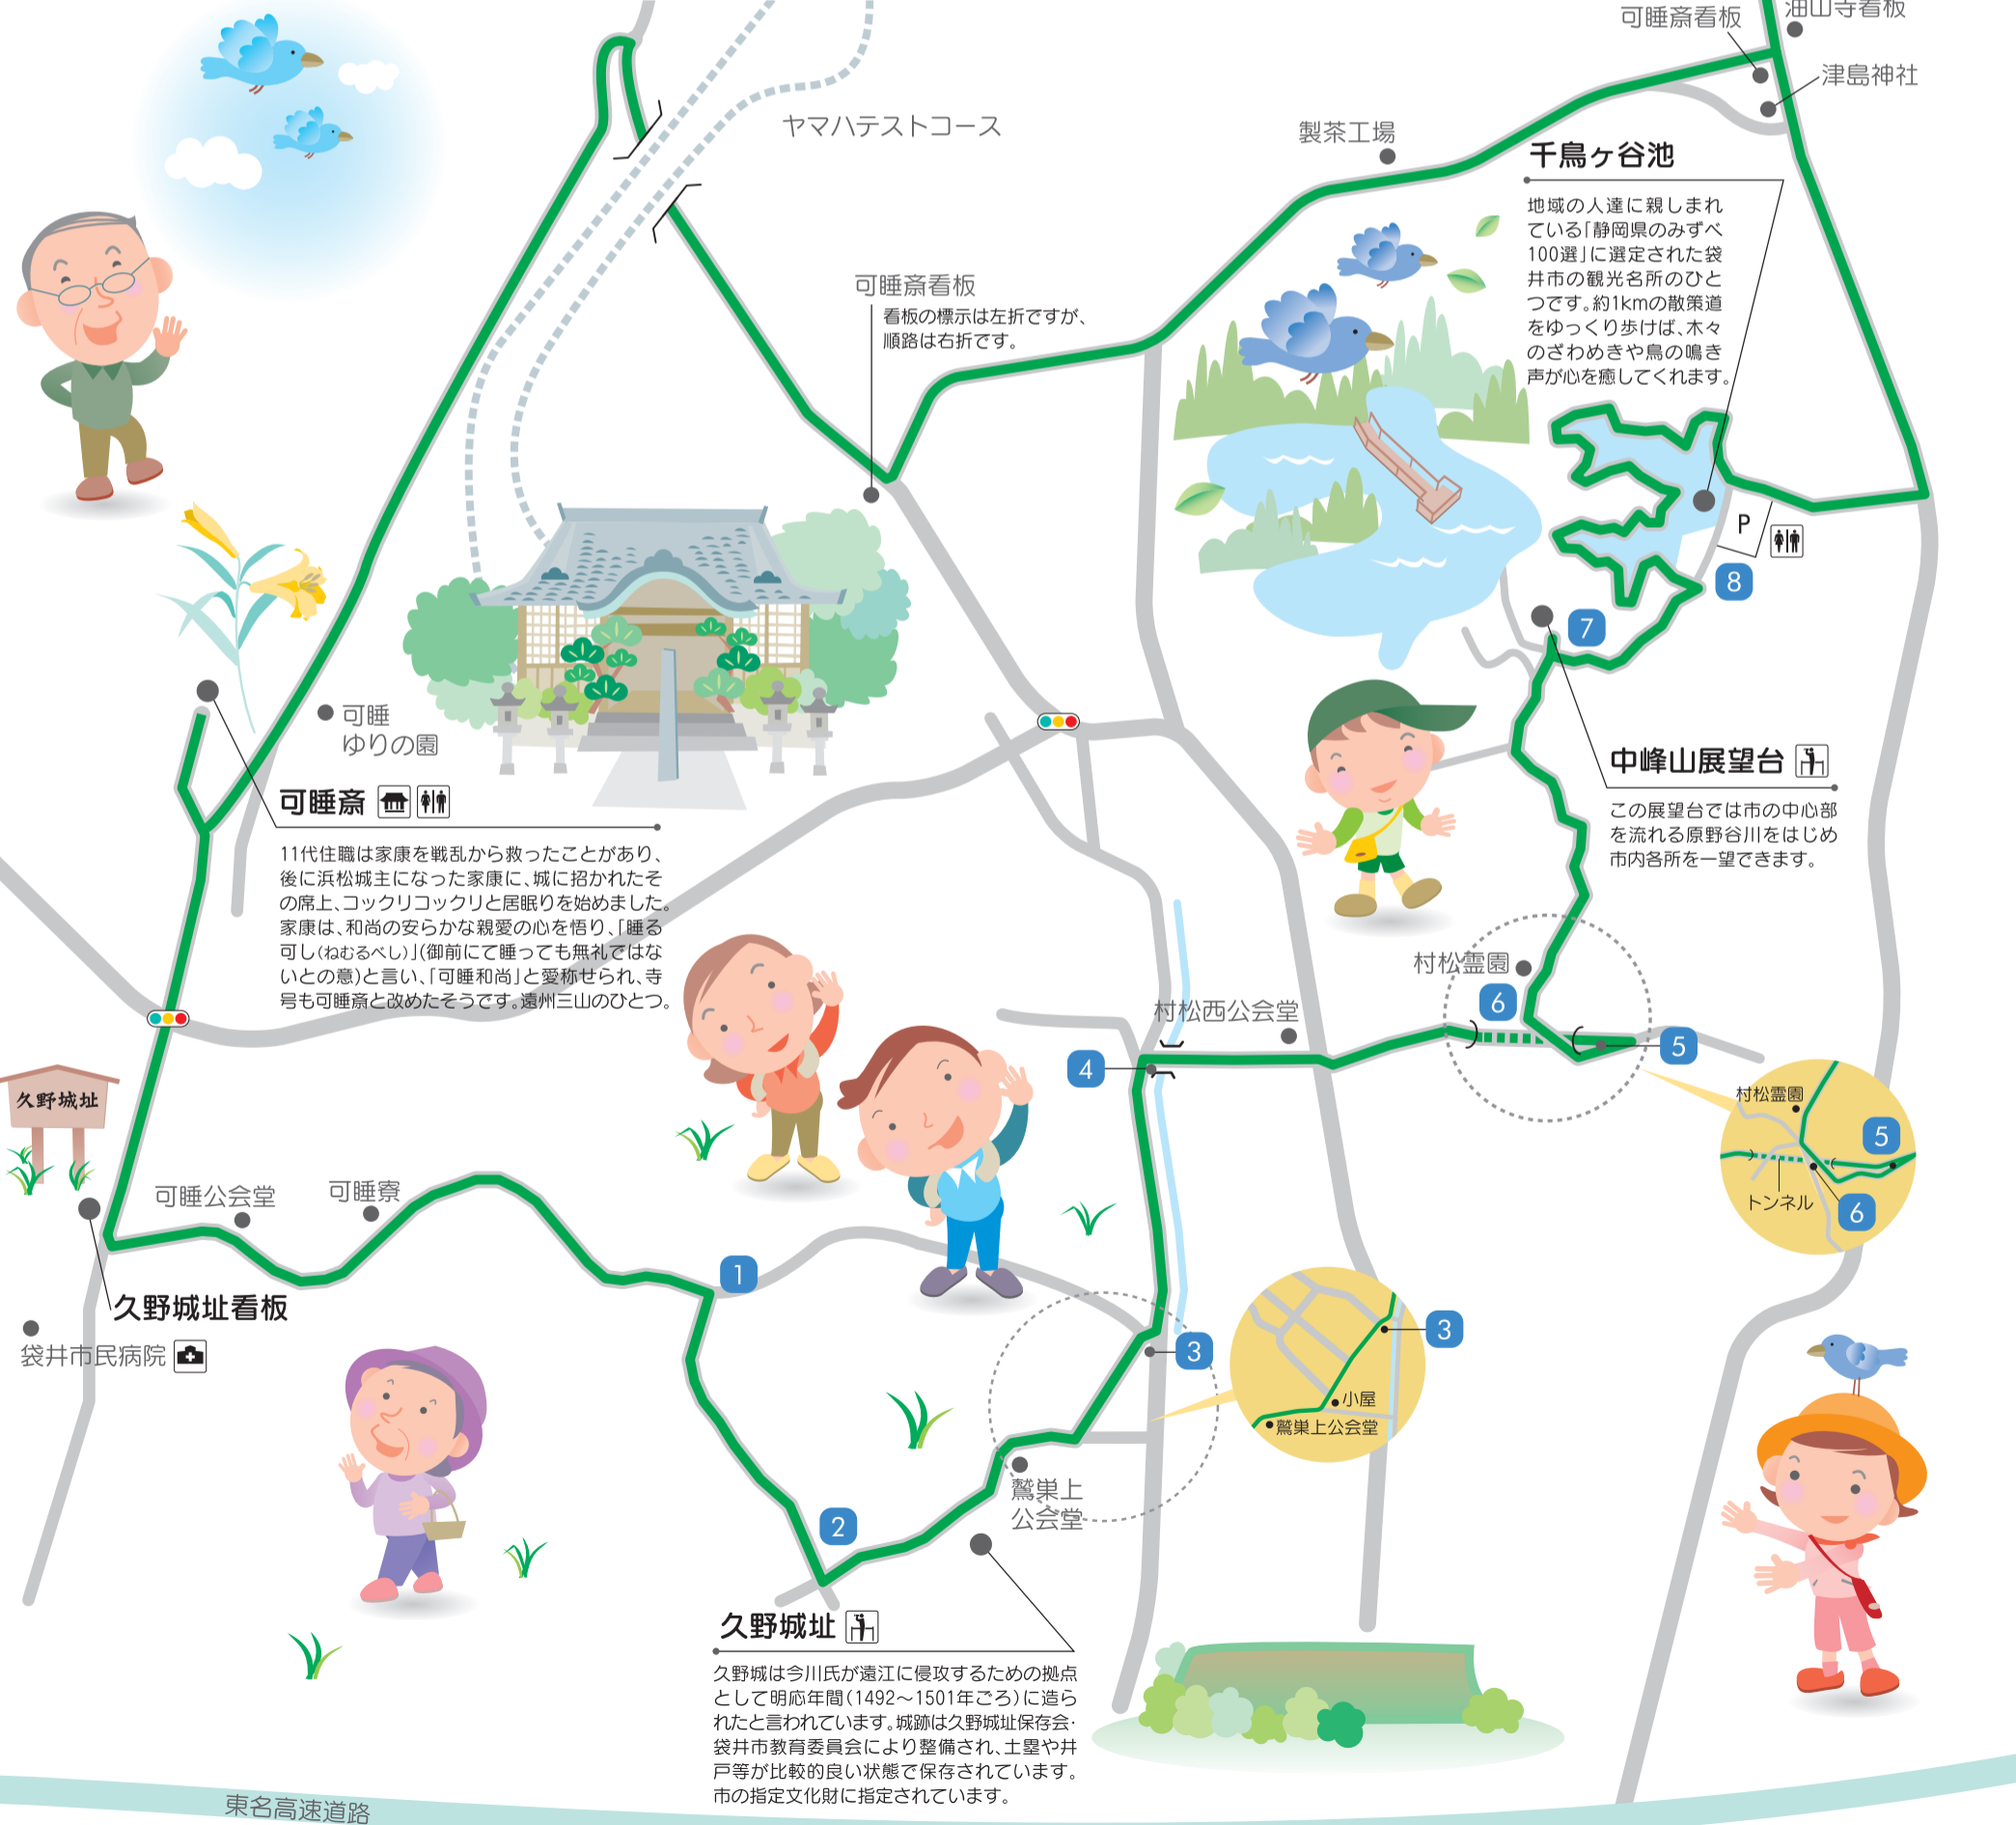 可睡斎看板
油山寺看板
津島神社
ヤマハテストコース
製茶工場
千鳥ヶ谷池
地域の人達に親しまれ
ている「静岡県のみずべ
100選」に選定された袋
井市の観光名所のひと
つです。約1kmの散策道
をゆっくり歩けば、木々
のざわめきや鳥の鳴き
声が心を癒してくれます。
可睡斎看板
看板の標示は左折ですが、
順路は右折です。
P
8
7
可睡
ゆりの園
中峰山展望台
この展望台では市の中心部
を流れる原野谷川をはじめ
市内各所を一望できます。
可睡斎
11代住職は家康を戦乱から救ったことがあり、
後に浜松城主になった家康に、城に招かれたそ
の席上、コックリコックリと居眠りを始めました。
家康は、和尚の安らかな親愛の心を悟り、「睡る
可し(ねむるべし)」(御前にて睡っても無礼ではな
いとの意)と言い、「可睡和尚」と愛称せられ、寺
号も可睡斎と改めたそうです。遠州三山のひとつ。
村松霊園
6
村松西公会堂
4
5
村松霊園
5
トンネル
6
久野城址
可睡公会堂
可睡寮
1
久野城址看板
袋井市民病院
3
3
小屋
鷲巣上公会堂
鷲巣上
公会堂
2
久野城址
久野城は今川氏が遠江に侵攻するための拠点
として明応年間(1492〜1501年ごろ)に造ら
れたと言われています。城跡は久野城址保存会・
袋井市教育委員会により整備され、土塁や井
戸等が比較的良い状態で保存されています。
市の指定文化財に指定されています。
東名高速道路